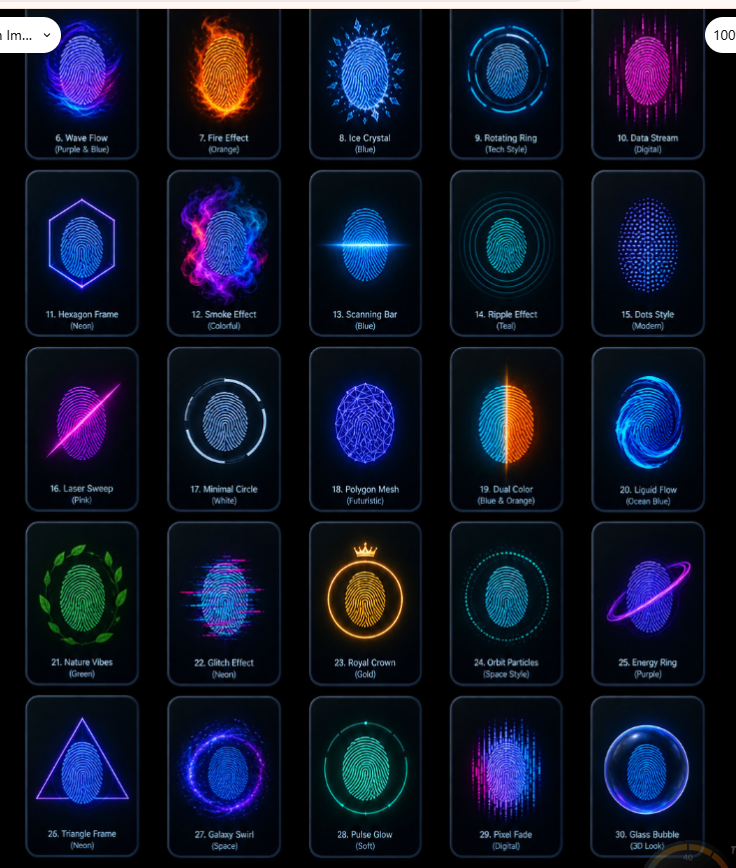 n Im...
100
6. Wave Flow
(Purple & Blue)
7. Fire Effect
(Orange)
8. Ice Crystal
(Blue)
9. Rotating Ring
(Tech Style)
10. Data Stream
(Digital)
11. Hexagon Frame
(Neon)
12. Smoke Effect
(Colorful)
13. Scanning Bar
(Blue)
14. Ripple Effect
(Teal)
15. Dots Style
(Modern)
16. Laser Sweep
(Pink)
17. Minimal Circle
(White)
18. Polygon Mesh
(Futuristic)
19. Dual Color
(Blue & Orange)
20. Liquid Flow
(Ocean Blue)
21. Nature Vibes
(Green)
22. Glitch Effect
(Neon)
23. Royal Crown
(Gold)
24. Orbit Particles
(Space Style)
25. Energy Ring
(Purple)
26. Triangle Frame
(Neon)
27. Galaxy Swirl
(Space)
28. Pulse Glow
(Soft)
29. Pixel Fade
(Digital)
30. Glass Bubble
(3D Look)
40